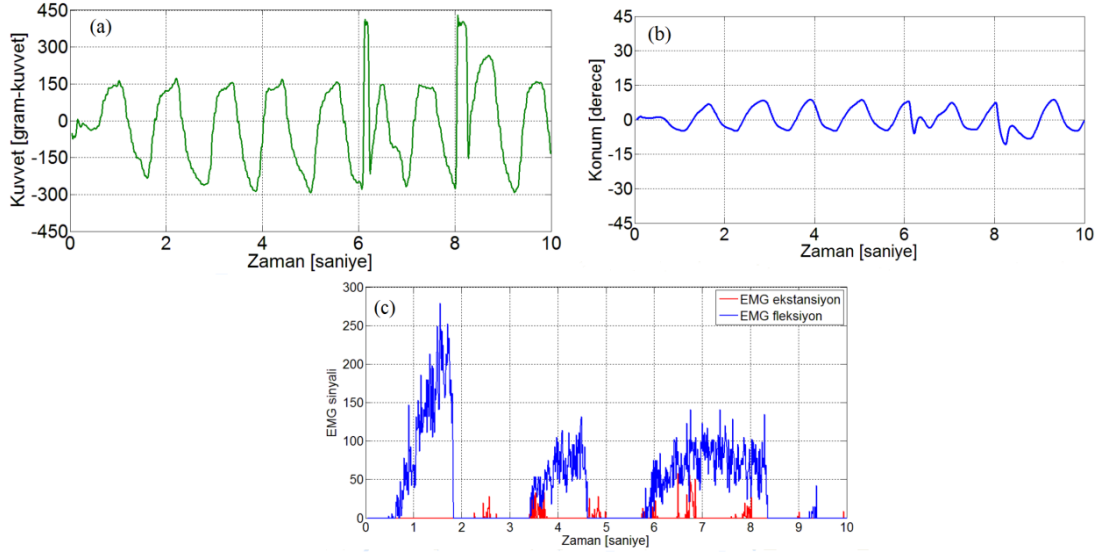 (a)
Kuvvet [gram-kuvvet]
450
300
150
0
-150
-300
-450
0 2 4 6 8 10
Zaman [saniye]
(b)
Konum [derece]
45
30
15
0
-15
-30
-45
0 2 4 6 8 10
Zaman [saniye]
(c)
EMG ekstansiyon
EMG fleksiyon
EMG sinyali
300
250
200
150
100
50
0
0 1 2 3 4 5 6 7 8 9 10
Zaman [saniye]